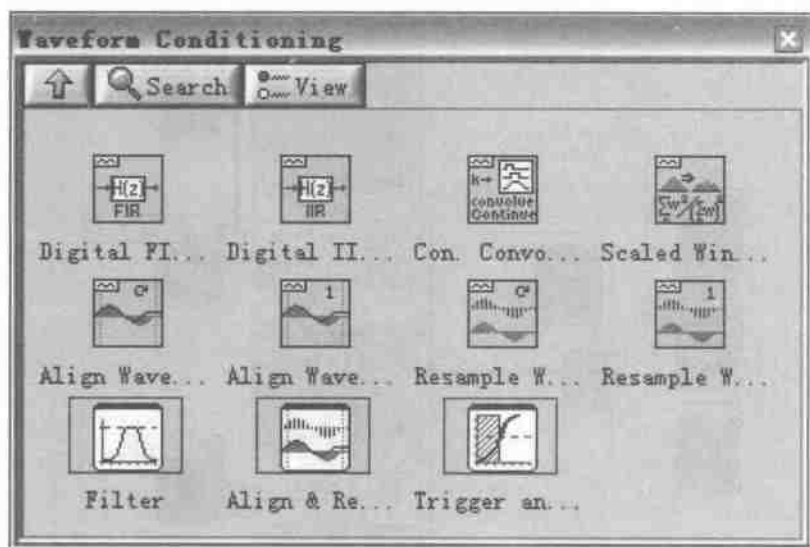 Waveform Conditioning
Search View
H(z) H(z) k→
FIR IIR convolve
Continue
Digital FI... Digital II... Con. Convo... Scaled Win...
1 1
Align Wave... Align Wave... Resample W... Resample W...
Filter Align & Re... Trigger an...